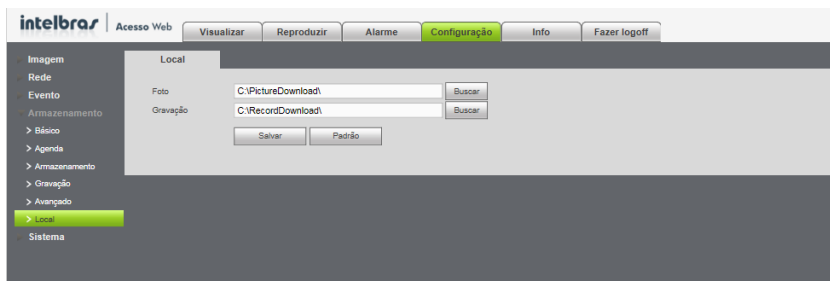 intelbras Acesso Web Visualizar Reproduzir Alarme Configuração Info Fazer logoff
Imagem
Rede
Evento
Armazenamento
> Básico
> Agenda
> Armazenamento
> Gravação
> Avançado
> Local
Sistema
Local
Foto C:\PictureDownload\ Buscar
Gravação C:\RecordDownload\ Buscar
Salvar Padrão